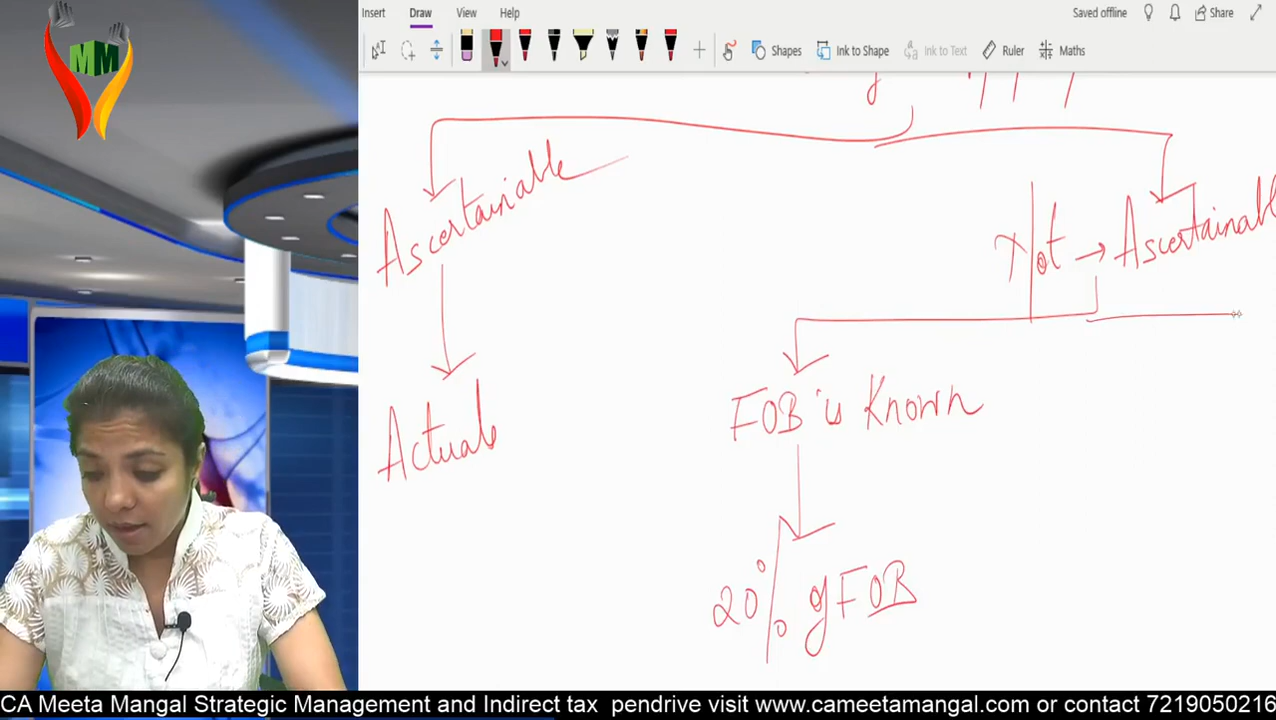 Insert Draw View Help Saved offline Share
Shapes Ink to Shape Ink to Text Ruler Maths
MM
Ascertainable
Not → Ascertainabl
Actuals
FOB is Known
20% of FOB
CA Meeta Mangal Strategic Management and Indirect tax pendrive visit www.cameetamangal.com or contact 7219050216